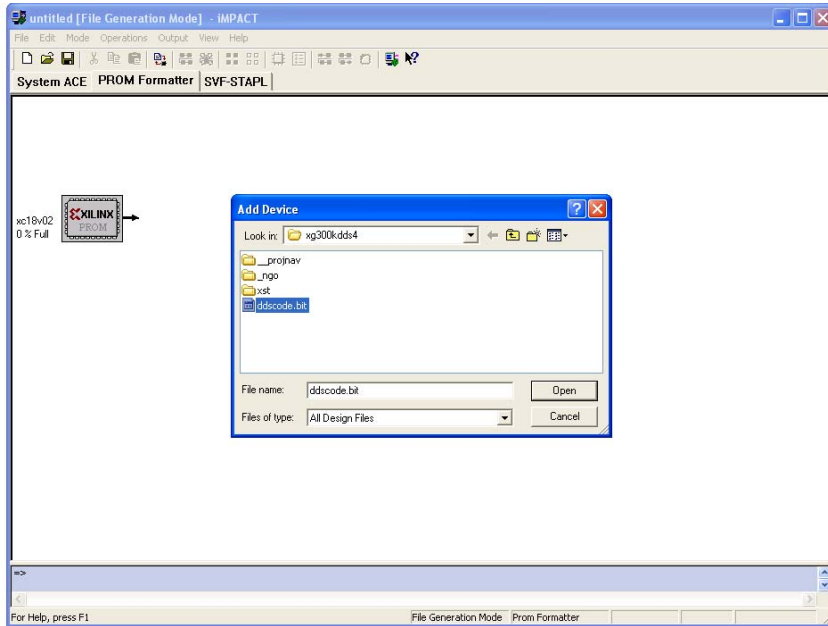 untitled [File Generation Mode] - iMPACT
File Edit Mode Operations Output View Help
System ACE PROM Formatter SVF-STAPL
xc18v02
0 % Full
XILINX
PROM
Add Device
Look in: xg300kdds4
__projnav
_ngo
xst
ddscode.bit
File name: ddscode.bit Open
Files of type: All Design Files Cancel
=>
For Help, press F1 File Generation Mode Prom Formatter